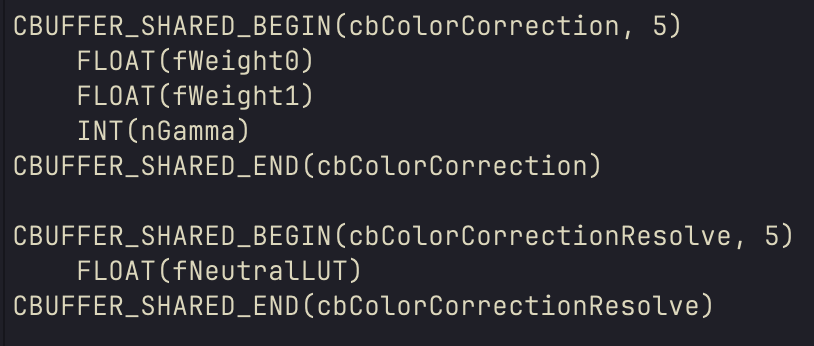 CBUFFER_SHARED_BEGIN(cbColorCorrection, 5)
    FLOAT(fWeight0)
    FLOAT(fWeight1)
    INT(nGamma)
CBUFFER_SHARED_END(cbColorCorrection)

CBUFFER_SHARED_BEGIN(cbColorCorrectionResolve, 5)
    FLOAT(fNeutralLUT)
CBUFFER_SHARED_END(cbColorCorrectionResolve)